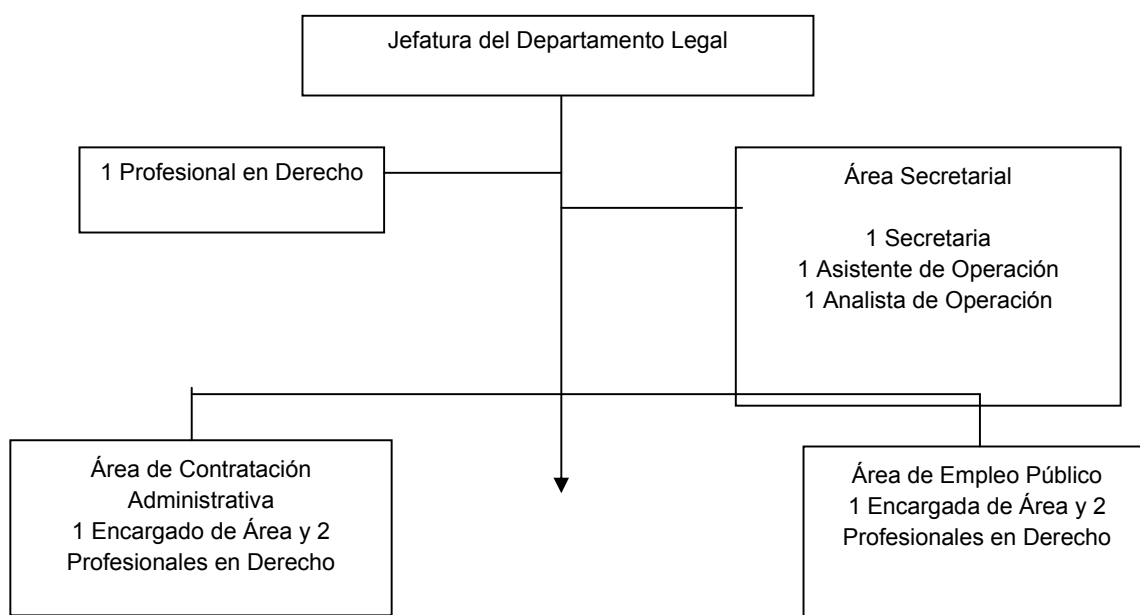 Jefatura del Departamento Legal
1 Profesional en Derecho
Área Secretarial
1 Secretaria
1 Asistente de Operación
1 Analista de Operación
Área de Contratación
Administrativa
1 Encargado de Área y 2
Profesionales en Derecho
Área de Empleo Público
1 Encargada de Área y 2
Profesionales en Derecho